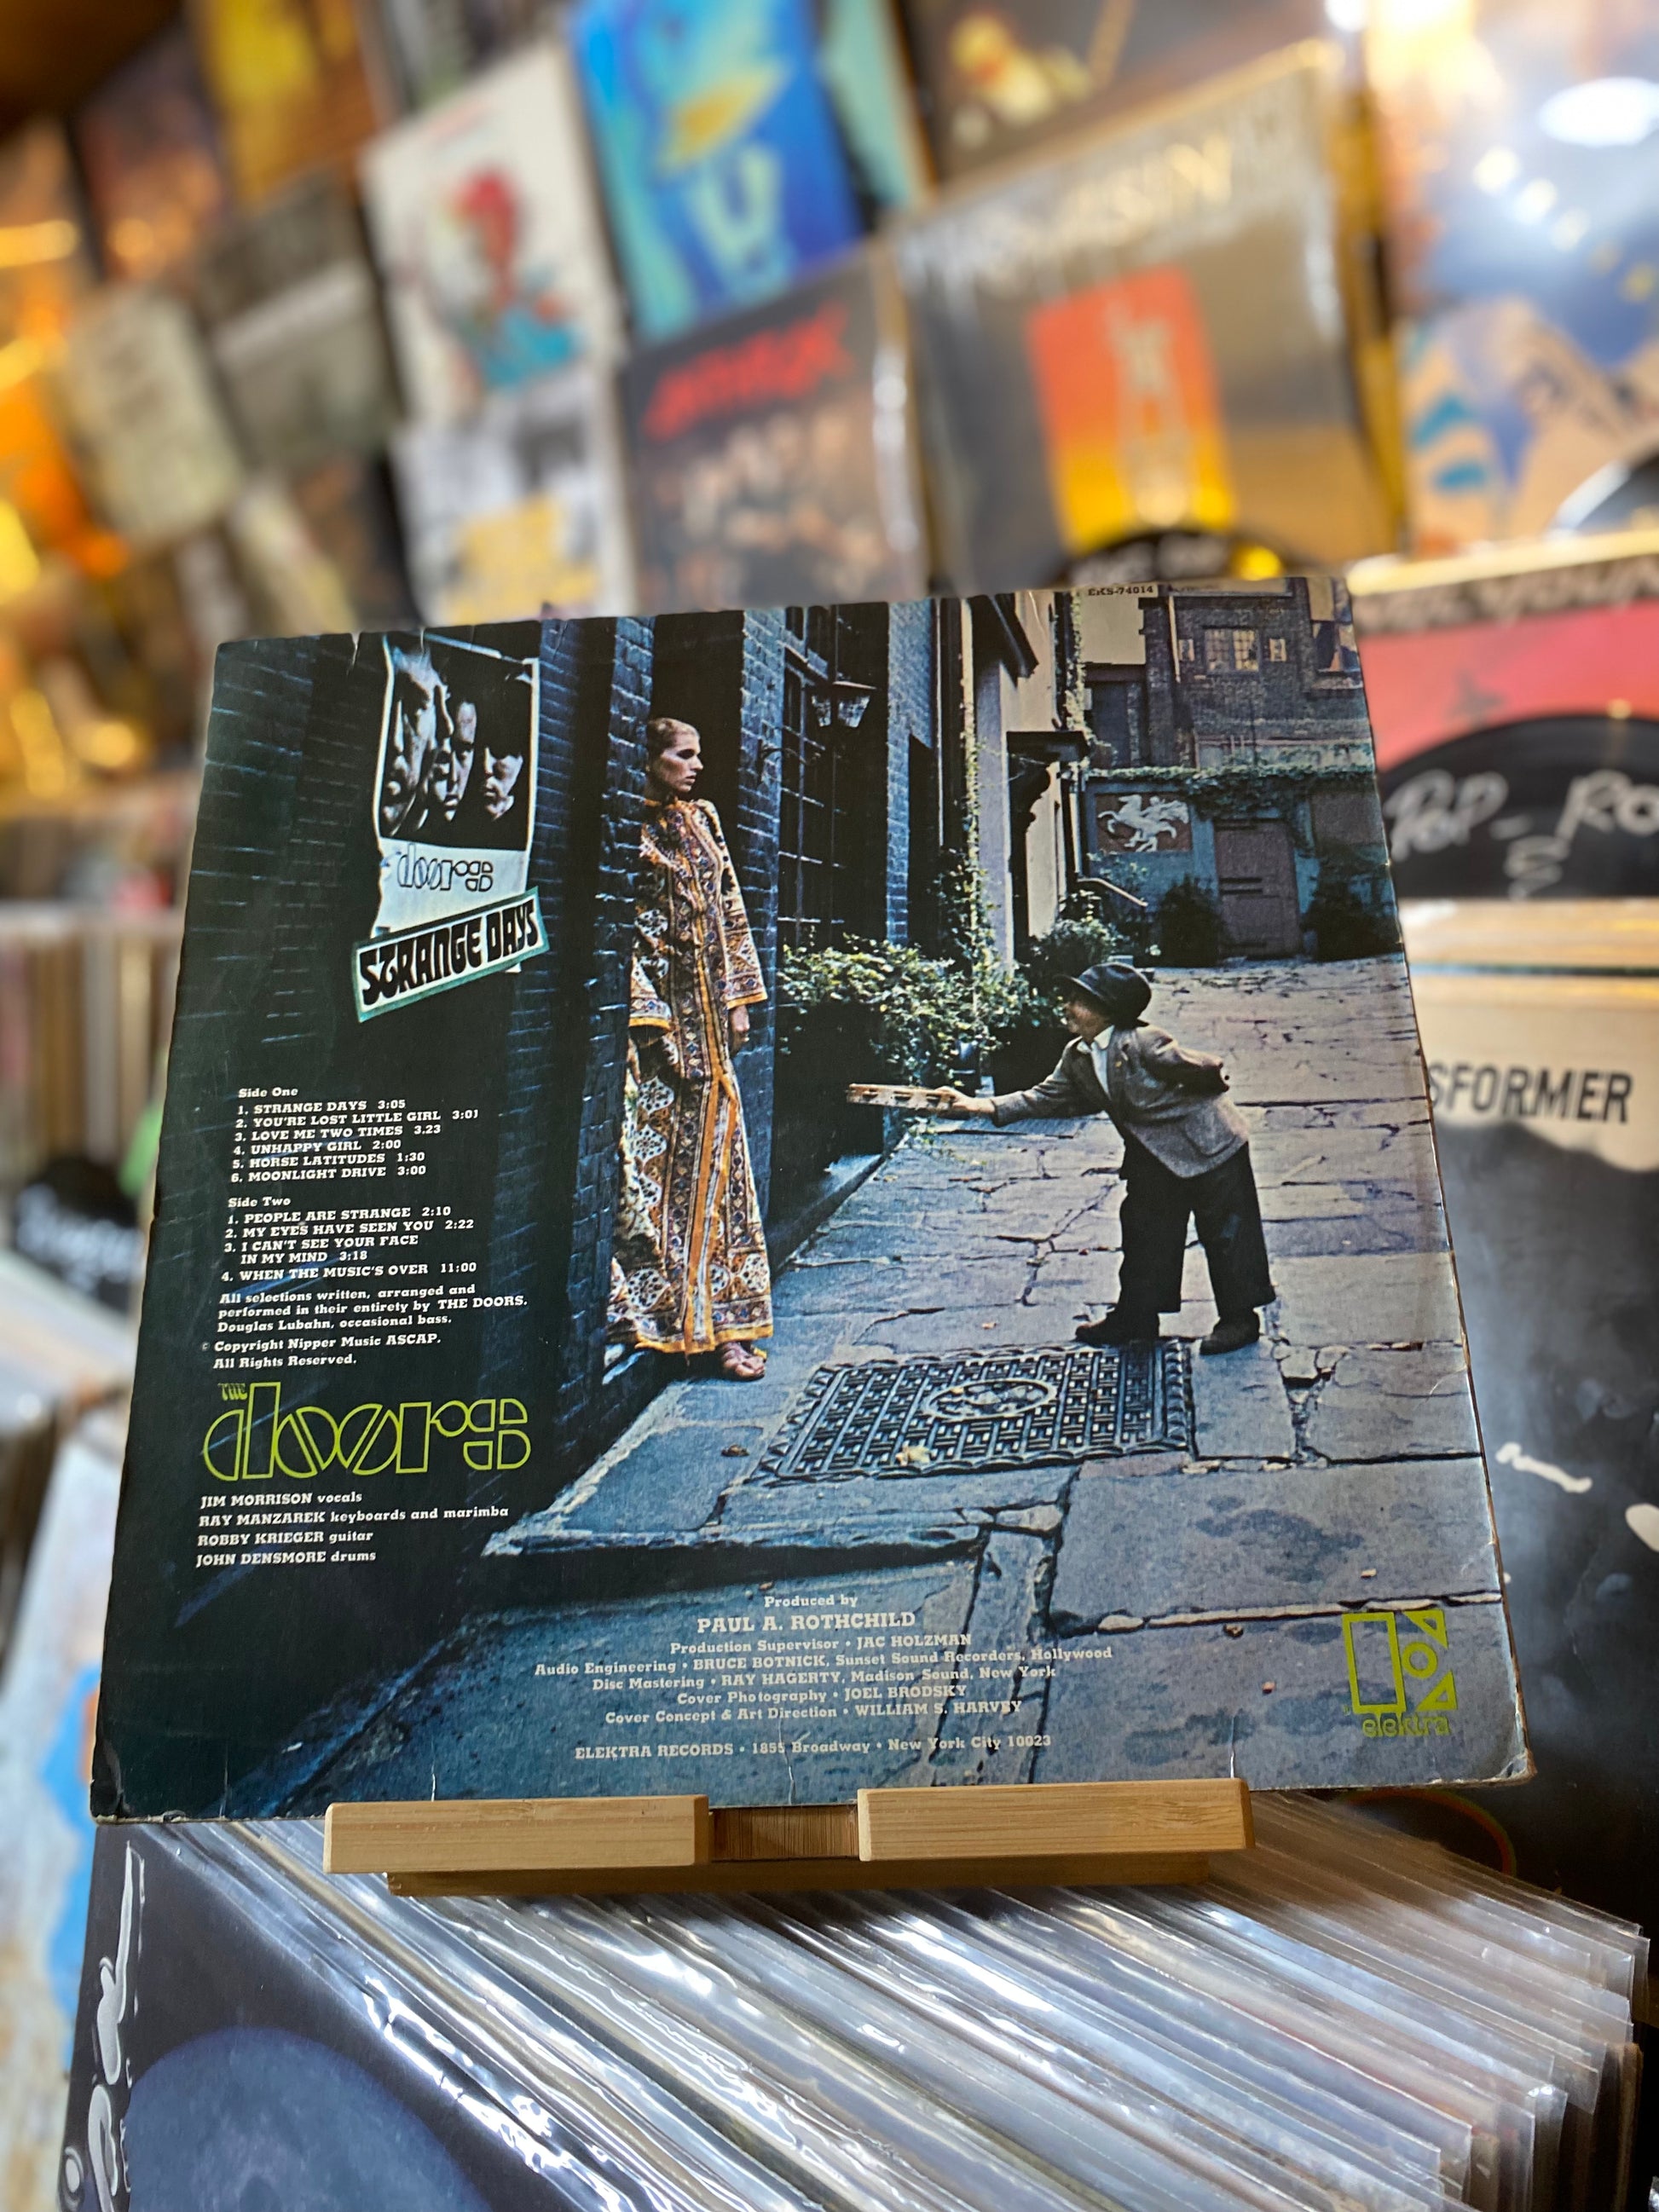 EKS-74014
doors
STRANGE DAYS
Side One
1. STRANGE DAYS 3:05
2. YOU'RE LOST LITTLE GIRL 3:01
3. LOVE ME TWO TIMES 3.23
4. UNHAPPY GIRL 2:00
5. HORSE LATITUDES 1:30
6. MOONLIGHT DRIVE 3:00
Side Two
1. PEOPLE ARE STRANGE 2:10
2. MY EYES HAVE SEEN YOU 2:22
3. I CAN'T SEE YOUR FACE
IN MY MIND 3:18
4. WHEN THE MUSIC'S OVER 11:00
All selections written, arranged and
performed in their entirety by THE DOORS.
Douglas Lubahn, occasional bass.
© Copyright Nipper Music ASCAP.
All Rights Reserved.
THE
doors
JIM MORRISON vocals
RAY MANZAREK keyboards and marimba
ROBBY KRIEGER guitar
JOHN DENSMORE drums
Produced by
PAUL A. ROTHCHILD
Production Supervisor • JAC HOLZMAN
Audio Engineering • BRUCE BOTNICK, Sunset Sound Recorders, Hollywood
Disc Mastering • RAY HAGERTY, Madison Sound, New York
Cover Photography • JOEL BRODSKY
Cover Concept & Art Direction • WILLIAM S. HARVEY
ELEKTRA RECORDS • 1855 Broadway • New York City 10023
elektra
POP - RO
SFORMER